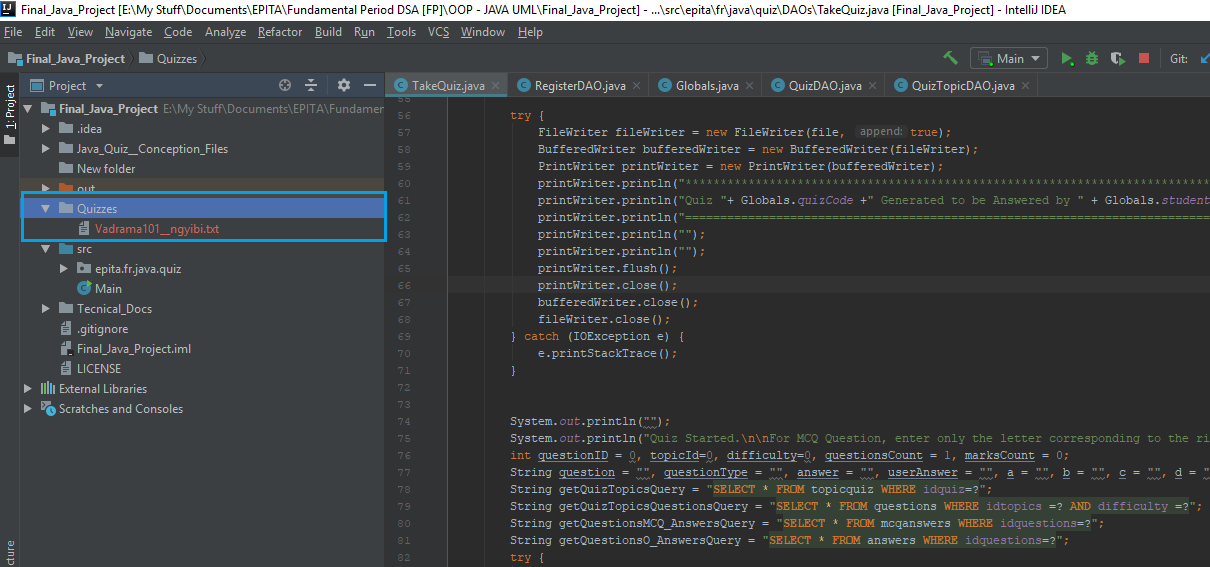 Final_Java_Project [E:\My Stuff\Documents\EPITA\Fundamental Period DSA [FP]\OOP - JAVA UML\Final_Java_Project] - ...\src\epita\fr\java\quiz\DAOs\TakeQuiz.java [Final_Java_Project] - IntelliJ IDEA
File Edit View Navigate Code Analyze Refactor Build Run Tools VCS Window Help
Final_Java_Project Quizzes Main Git:
Project
TakeQuiz.java RegisterDAO.java Globals.java QuizDAO.java QuizTopicDAO.java
1: Project
Final_Java_Project E:\My Stuff\Documents\EPITA\Fundamer
.idea
Java_Quiz__Conception_Files
New folder
out
Quizzes
Vadrama101__ngyibi.txt
src
epita.fr.java.quiz
Main
Tecnical_Docs
.gitignore
Final_Java_Project.iml
LICENSE
External Libraries
Scratches and Consoles
cture
55
56 try {
57 FileWriter fileWriter = new FileWriter(file, append: true);
58 BufferedWriter bufferedWriter = new BufferedWriter(fileWriter);
59 PrintWriter printWriter = new PrintWriter(bufferedWriter);
60 printWriter.println("**************************************************************************
61 printWriter.println("Quiz "+ Globals.quizCode +" Generated to be Answered by " + Globals.student
62 printWriter.println("==========================================================================
63 printWriter.println("");
64 printWriter.println("");
65 printWriter.flush();
66 printWriter.close();
67 bufferedWriter.close();
68 fileWriter.close();
69 } catch (IOException e) {
70 e.printStackTrace();
71 }
72
73
74 System.out.println("");
75 System.out.println("Quiz Started.\n\nFor MCQ Question, enter only the letter corresponding to the ri
76 int questionID = 0, topicId=0, difficulty=0, questionsCount = 1, marksCount = 0;
77 String question = "", questionType = "", answer = "", userAnswer = "", a = "", b = "", c = "", d = "
78 String getQuizTopicsQuery = "SELECT * FROM topicquiz WHERE idquiz=?";
79 String getQuizTopicsQuestionsQuery = "SELECT * FROM questions WHERE idtopics =? AND difficulty =?";
80 String getQuestionsMCQ_AnswersQuery = "SELECT * FROM mcqanswers WHERE idquestions=?";
81 String getQuestionsO_AnswersQuery = "SELECT * FROM answers WHERE idquestions=?";
82 try {